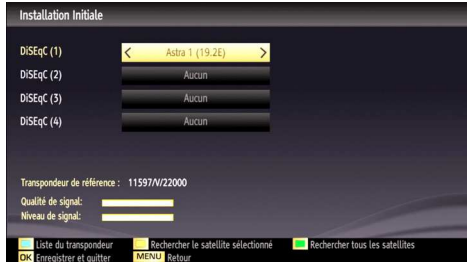 Installation Initiale
DiSEqC (1) Astra 1 (19.2E)
DiSEqC (2) Aucun
DiSEqC (3) Aucun
DiSEqC (4) Aucun
Transpondeur de référence : 11597/V/22000
Qualité de signal:
Niveau de signal:
Liste du transpondeur Rechercher le satellite sélectionné Rechercher tous les satellites
OK Enregistrer et quitter MENU Retour